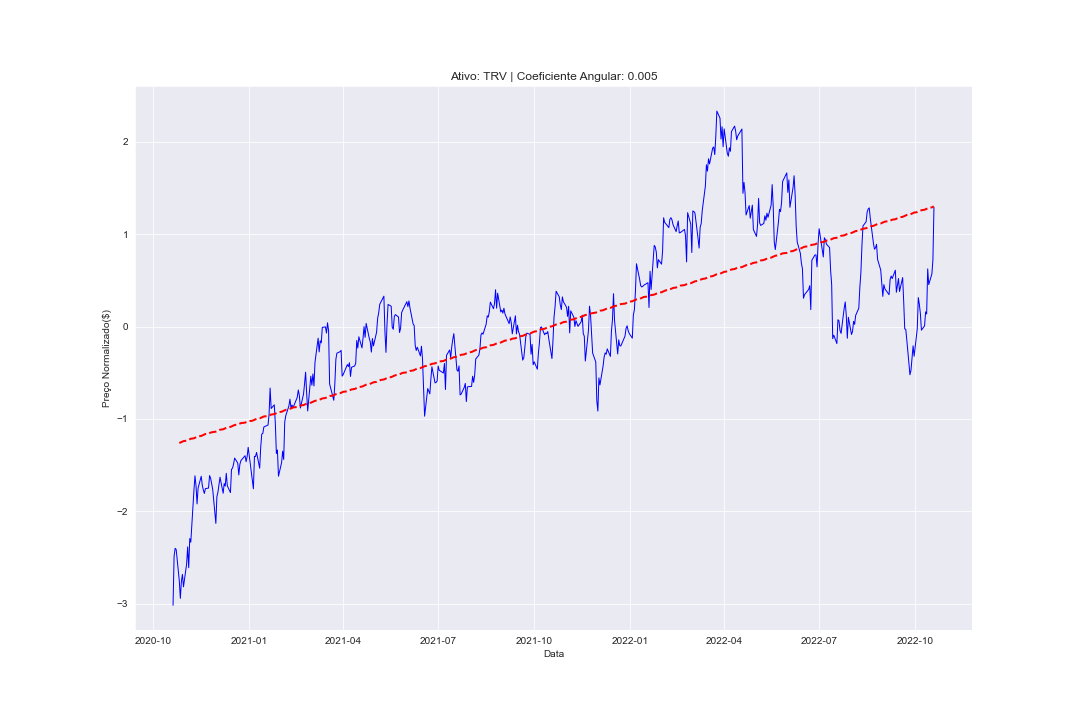 Ativo: TRV | Coeficiente Angular: 0.005
Preço Normalizado($)
2
1
0
−1
−2
−3
2020-10 2021-01 2021-04 2021-07 2021-10 2022-01 2022-04 2022-07 2022-10
Data